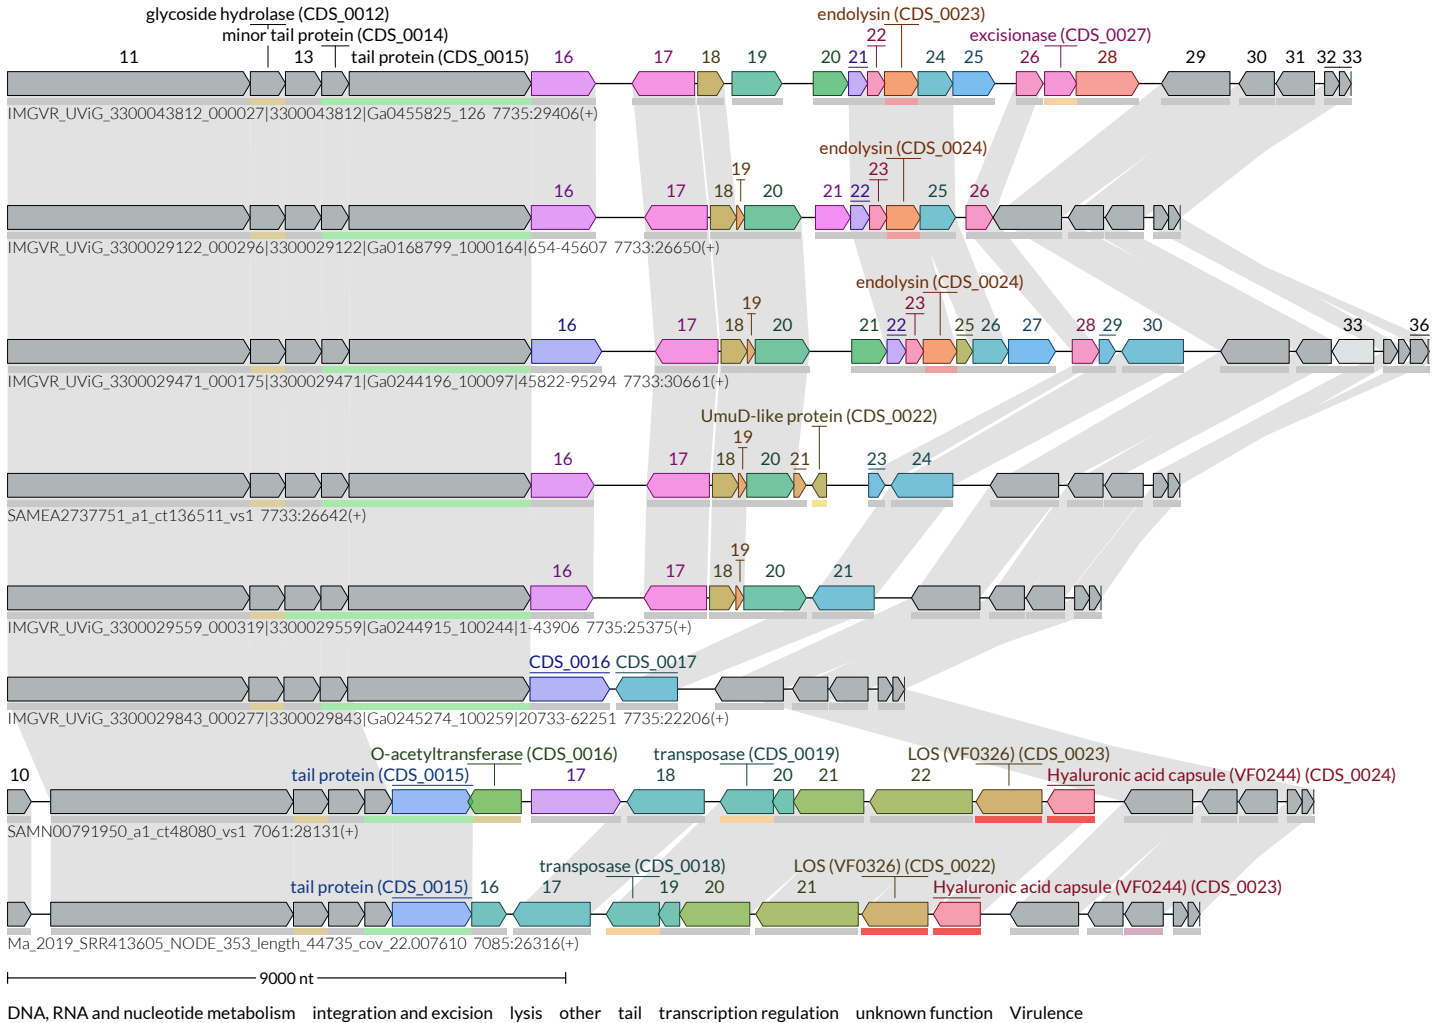 glycoside hydrolase (CDS_0012) endolysin (CDS_0023)
minor tail protein (CDS_0014) 22 excisionase (CDS_0027)
11 13 tail protein (CDS_0015) 16 17 18 19 20 21 24 25 26 28 29 30 31 32 33
IMGVR_UViG_3300043812_000027|3300043812|Ga0455825_126 7735:29406(+)
endolysin (CDS_0024)
19 23
16 17 18 20 21 22 25 26
IMGVR_UViG_3300029122_000296|3300029122|Ga0168799_1000164|654-45607 7733:26650(+)
endolysin (CDS_0024)
19 23
16 17 18 20 21 22 25 26 27 28 29 30 33 36
IMGVR_UViG_3300029471_000175|3300029471|Ga0244196_100097|45822-95294 7733:30661(+)
UmuD-like protein (CDS_0022)
19
16 17 18 20 21 23 24
SAMEA2737751_a1_ct136511_vs1 7733:26642(+)
19
16 17 18 20 21
IMGVR_UViG_3300029559_000319|3300029559|Ga0244915_100244|1-43906 7735:25375(+)
CDS_0016 CDS_0017
IMGVR_UViG_3300029843_000277|3300029843|Ga0245274_100259|20733-62251 7735:22206(+)
O-acetyltransferase (CDS_0016) transposase (CDS_0019) LOS (VF0326) (CDS_0023)
10 tail protein (CDS_0015) 17 18 20 21 22 Hyaluronic acid capsule (VF0244) (CDS_0024)
SAMN00791950_a1_ct48080_vs1 7061:28131(+)
transposase (CDS_0018) LOS (VF0326) (CDS_0022)
tail protein (CDS_0015) 16 17 19 20 21 Hyaluronic acid capsule (VF0244) (CDS_0023)
Ma_2019_SRR413605_NODE_353_length_44735_cov_22.007610 7085:26316(+)
9000 nt
DNA, RNA and nucleotide metabolism integration and excision lysis other tail transcription regulation unknown function Virulence